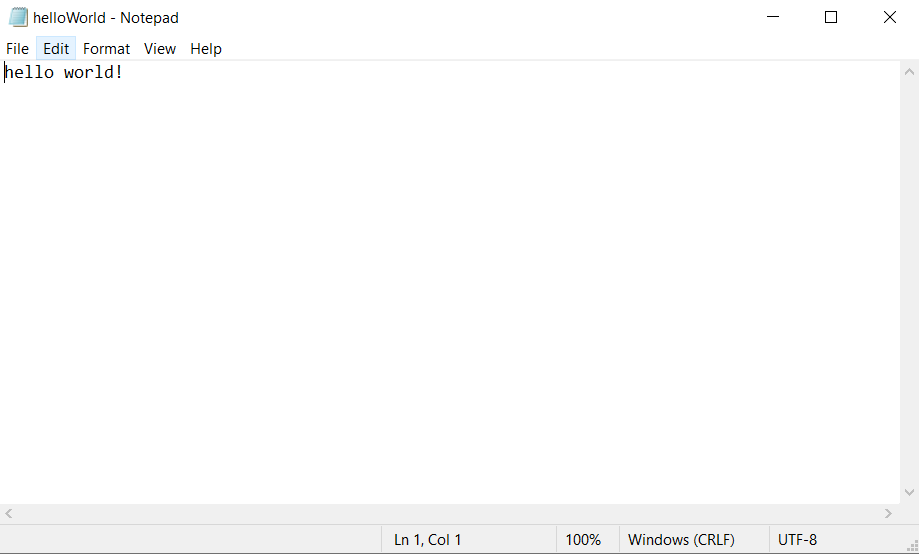 helloWorld - Notepad
File Edit Format View Help
hello world!
Ln 1, Col 1 100% Windows (CRLF) UTF-8